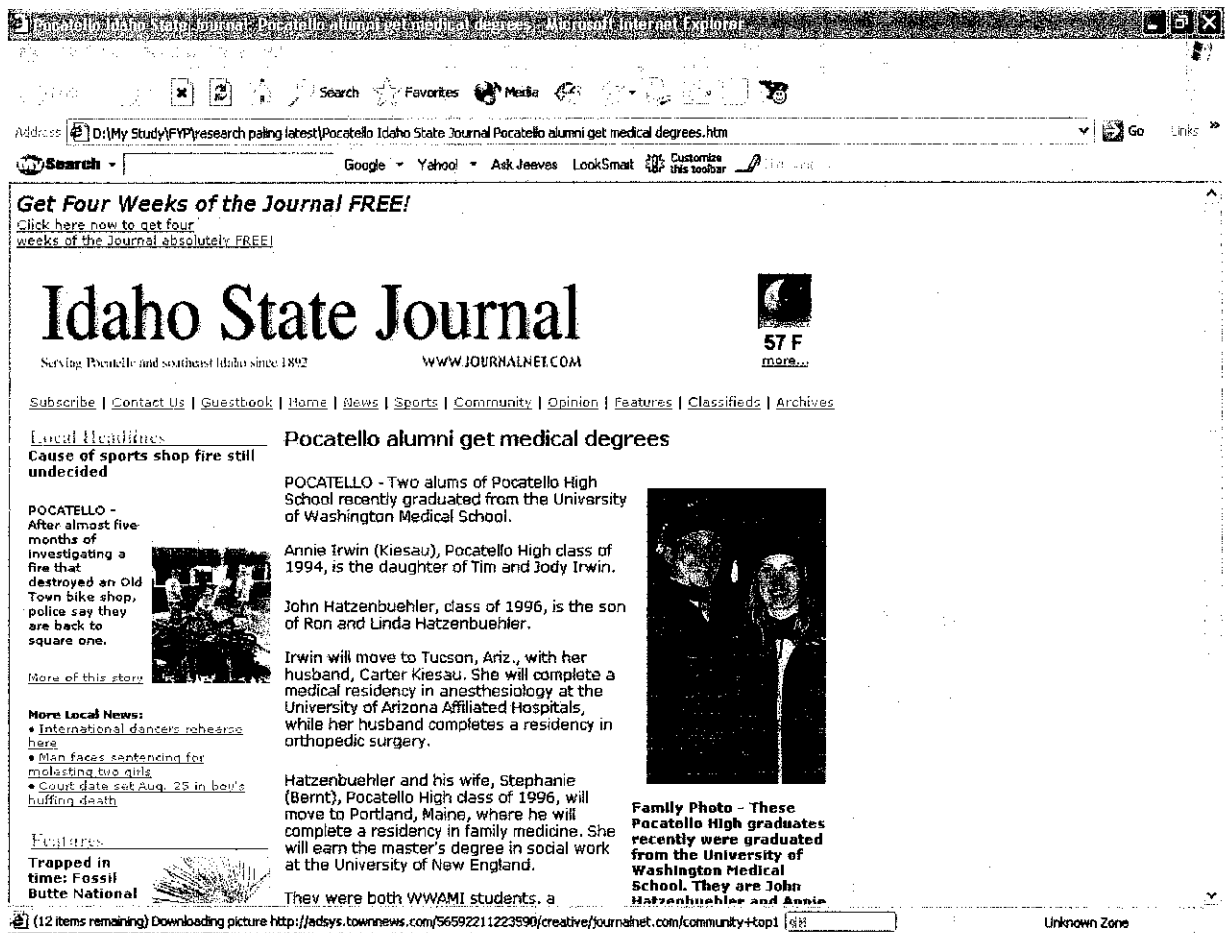 Pocatello Idaho State Journal Pocatello alumni get medical degrees - Microsoft Internet Explorer
Search Favorites Media
Address D:\My Study\FYP\research paling latest\Pocatello Idaho State Journal Pocatello alumni get medical degrees.htm Go Links »
Search Google Yahoo! Ask Jeeves LookSmart Customize this toolbar
Get Four Weeks of the Journal FREE!
Click here now to get four
weeks of the Journal absolutely FREE!
Idaho State Journal
Serving Pocatello and southeast Idaho since 1892 WWW.JOURNALNET.COM
57 F
more...
Subscribe | Contact Us | Guestbook | Home | News | Sports | Community | Opinion | Features | Classifieds | Archives
Local Headlines
Cause of sports shop fire still
undecided
POCATELLO -
After almost five
months of
investigating a
fire that
destroyed an Old
Town bike shop,
police say they
are back to
square one.
More of this story
More Local News:
• International dancers rehearse
here
• Man faces sentencing for
molesting two girls
• Court date set Aug. 25 in boy's
huffing death
Features
Trapped in
time: Fossil
Butte National
Pocatello alumni get medical degrees
POCATELLO - Two alums of Pocatello High
School recently graduated from the University
of Washington Medical School.
Annie Irwin (Kiesau), Pocatello High class of
1994, is the daughter of Tim and Jody Irwin.
John Hatzenbuehler, class of 1996, is the son
of Ron and Linda Hatzenbuehler.
Irwin will move to Tucson, Ariz., with her
husband, Carter Kiesau. She will complete a
medical residency in anesthesiology at the
University of Arizona Affiliated Hospitals,
while her husband completes a residency in
orthopedic surgery.
Hatzenbuehler and his wife, Stephanie
(Bernt), Pocatello High class of 1996, will
move to Portland, Maine, where he will
complete a residency in family medicine. She
will earn the master's degree in social work
at the University of New England.
They were both WWAMI students, a
Family Photo - These
Pocatello High graduates
recently were graduated
from the University of
Washington Medical
School. They are John
Hatzenbuehler and Annie
(12 items remaining) Downloading picture http://adsys.townnews.com/56592211223590/creative/journalnet.com/community+top1 Unknown Zone